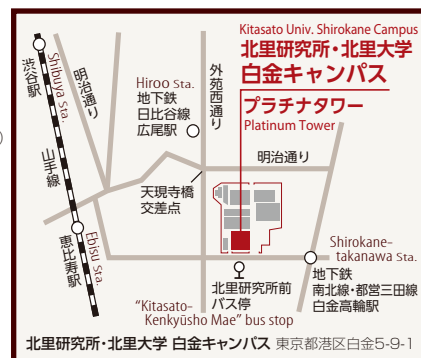 Kitasato Univ. Shirokane Campus
北里研究所・北里大学
白金キャンパス
プラチナタワー
Platinum Tower
渋谷駅
Shibuya Sta.
明治通り
Hiroo Sta.
地下鉄
日比谷線
広尾駅
外苑西通り
明治通り
山手線
天現寺橋
交差点
恵比寿駅
Ebisu Sta.
Shirokane-
takanawa Sta.
地下鉄
南北線・都営三田線
白金高輪駅
北里研究所前
バス停
"Kitasato-
Kenkyūsho Mae" bus stop
北里研究所・北里大学 白金キャンパス 東京都港区白金5-9-1